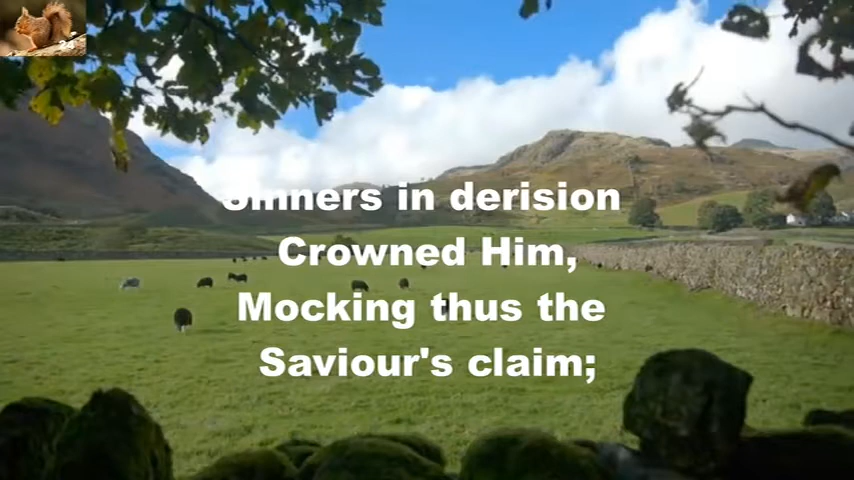 Sinners in derision
Crowned Him,
Mocking thus the
Saviour's claim;